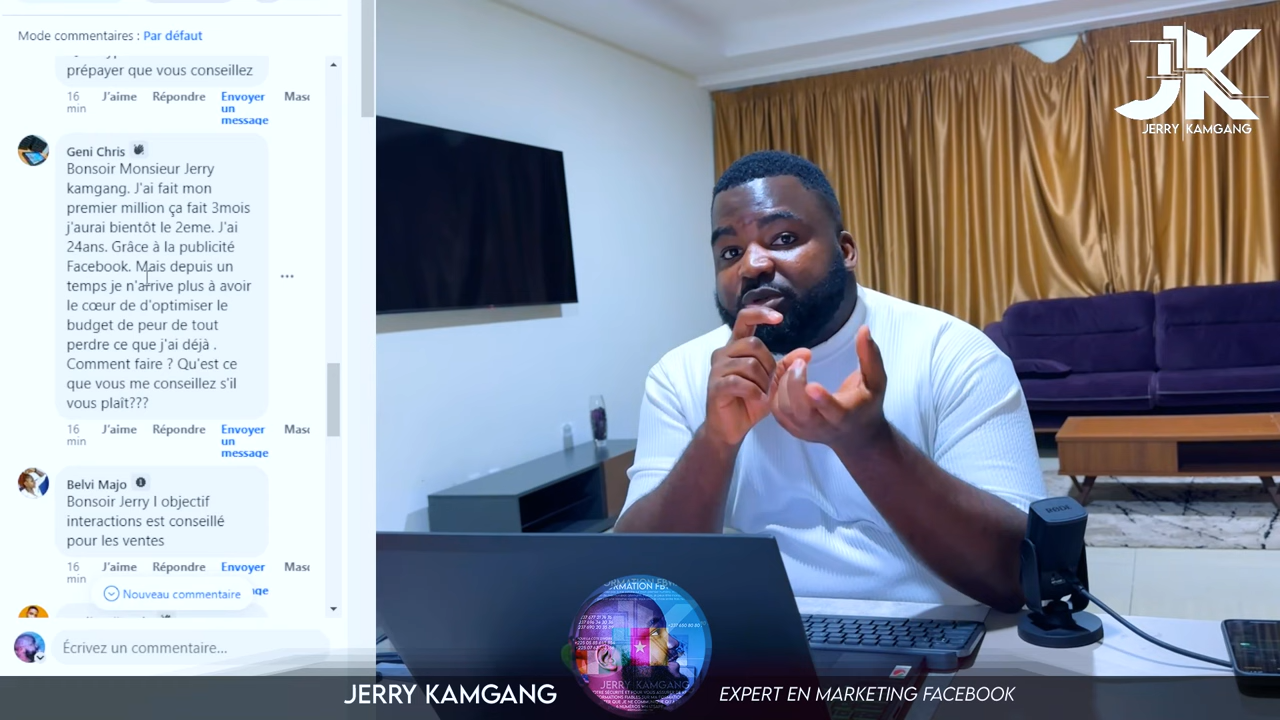 Mode commentaires : Par défaut
prépayer que vous conseillez
16 min J'aime Répondre Envoyer un message
Geni Chris
Bonsoir Monsieur Jerry
kamgang. J'ai fait mon
premier million ça fait 3mois
j'aurai bientôt le 2eme. J'ai
24ans. Grâce à la publicité
Facebook. Mais depuis un
temps je n'arrive plus à avoir
le cœur de d'optimiser le
budget de peur de tout
perdre ce que j'ai déjà .
Comment faire ? Qu'est ce
que vous me conseillez s'il
vous plaît???
16 min J'aime Répondre Envoyer un message
Belvi Majo
Bonsoir Jerry l objectif
interactions est conseillé
pour les ventes
16 min J'aime Répondre Envoyer
Nouveau commentaire
Écrivez un commentaire...
JK
JERRY KAMGANG
JERRY KAMGANG
EXPERT EN MARKETING FACEBOOK